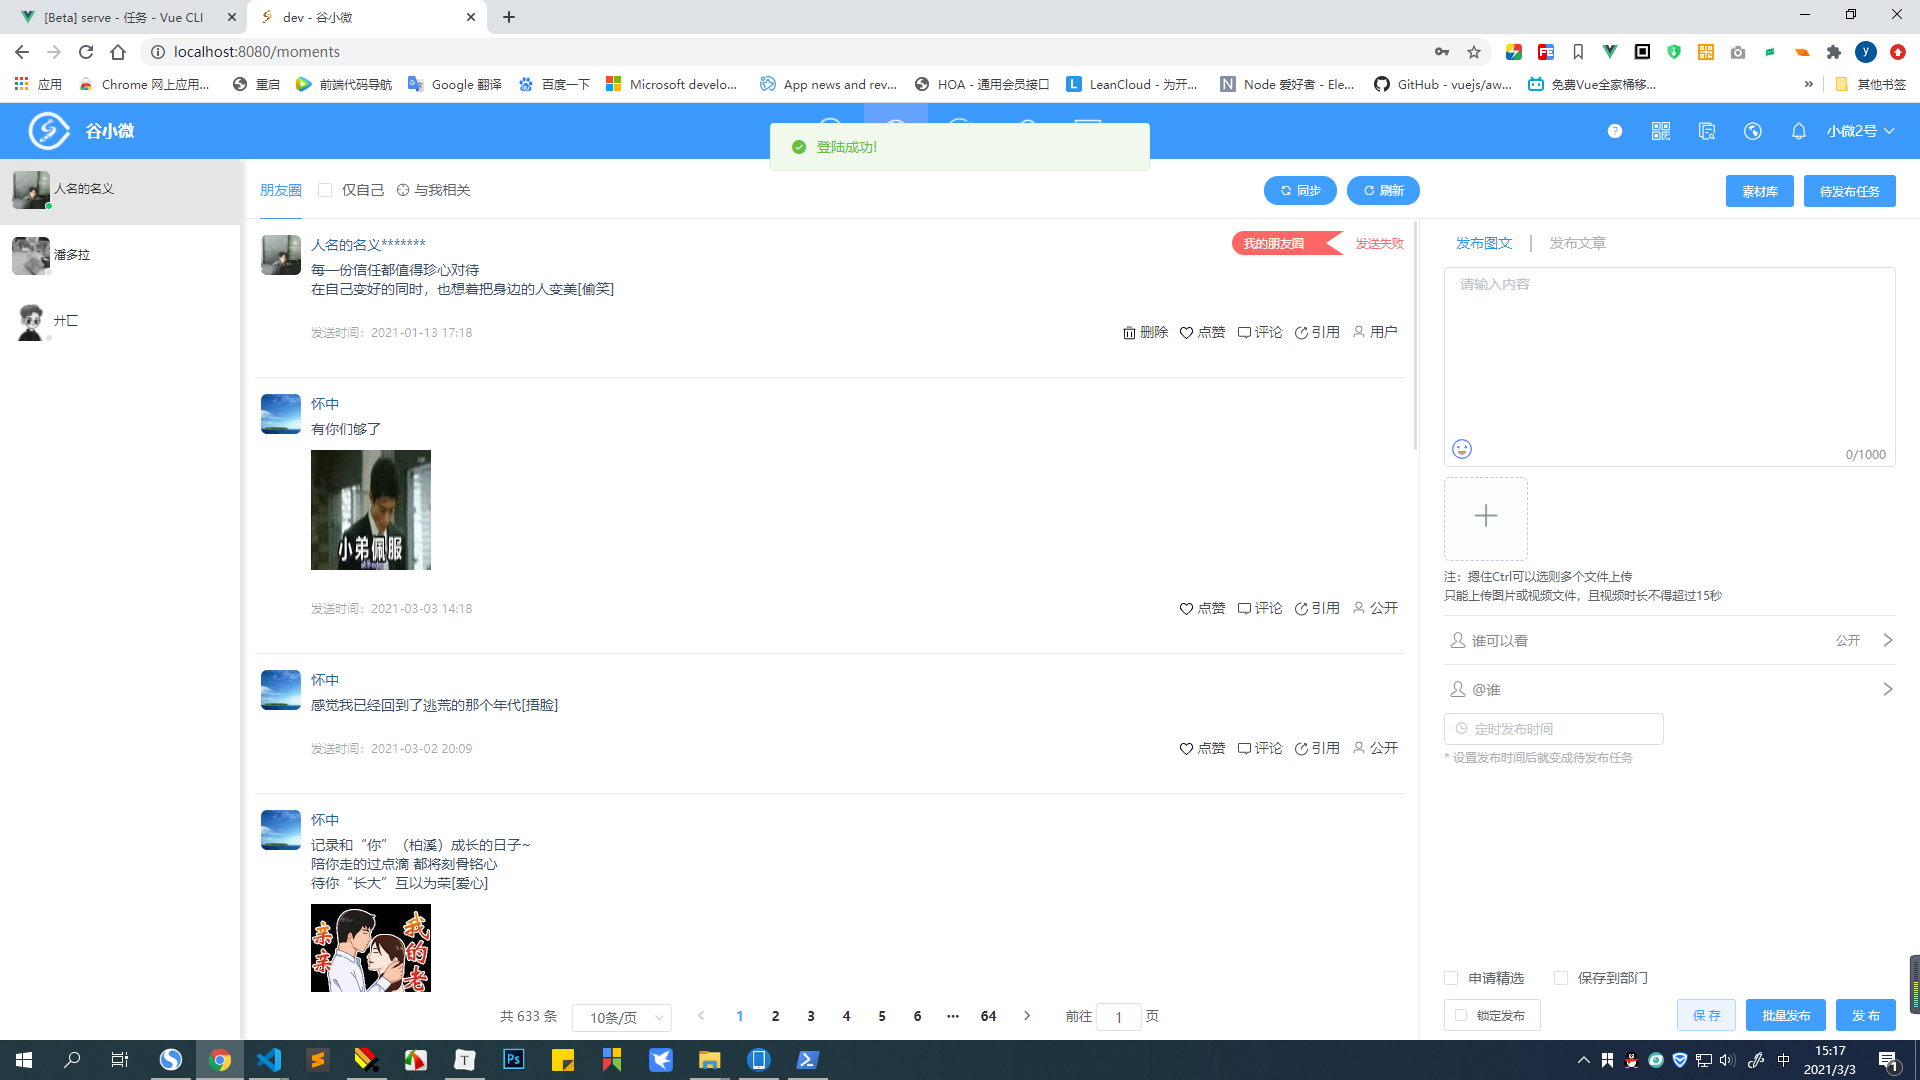 [Beta] serve - 任务 - Vue CLI
dev - 谷小微
localhost:8080/moments
应用
Chrome 网上应用...
重启
前端代码导航
Google 翻译
百度一下
Microsoft develo...
App news and rev...
HOA - 通用会员接口
LeanCloud - 为开...
Node 爱好者 - Ele...
GitHub - vuejs/aw...
免费Vue全家桶移...
»
其他书签
谷小微
登陆成功!
小微2号
人名的名义
潘多拉
廾匸
朋友圈
仅自己
与我相关
同步
刷新
素材库
待发布任务
人名的名义*******
我的朋友圈
发送失败
每一份信任都值得珍心对待
在自己变好的同时，也想着把身边的人变美[偷笑]
发送时间：2021-01-13 17:18
删除 点赞 评论 引用 用户
怀中
有你们够了
小弟佩服
发送时间：2021-03-03 14:18
点赞 评论 引用 公开
怀中
感觉我已经回到了逃荒的那个年代[捂脸]
发送时间：2021-03-02 20:09
点赞 评论 引用 公开
怀中
记录和“你”（柏溪）成长的日子~
陪你走的过点滴 都将刻骨铭心
待你“长大”互以为荣[爱心]
亲亲
我的老
共 633 条
10条/页
1 2 3 4 5 6 ··· 64
前往 1 页
发布图文 | 发布文章
请输入内容
0/1000
注：摁住Ctrl可以选则多个文件上传
只能上传图片或视频文件，且视频时长不得超过15秒
谁可以看
公开
@谁
定时发布时间
* 设置发布时间后就变成待发布任务
申请精选
保存到部门
锁定发布
保 存
批量发布
发 布
中
15:17
2021/3/3
1